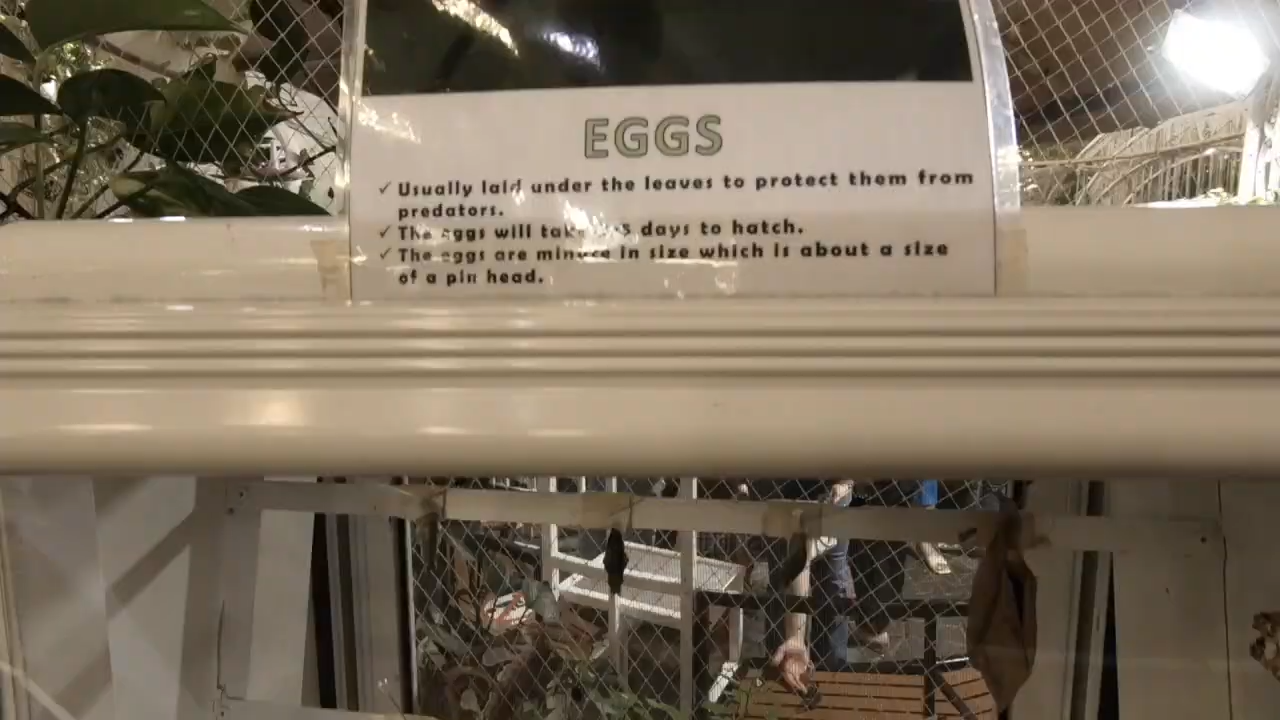 EGGS
✓ Usually laid under the leaves to protect them from
predators.
✓ The eggs will take days to hatch.
✓ The eggs are minute in size which is about a size
of a pin head.